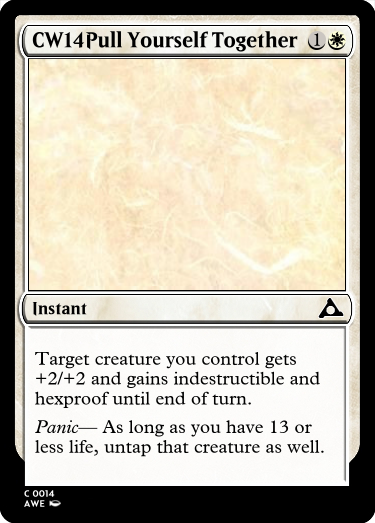 CW14Pull Yourself Together 1
Instant
Target creature you control gets
+2/+2 and gains indestructible and
hexproof until end of turn.
Panic— As long as you have 13 or
less life, untap that creature as well.
C 0014
AWE